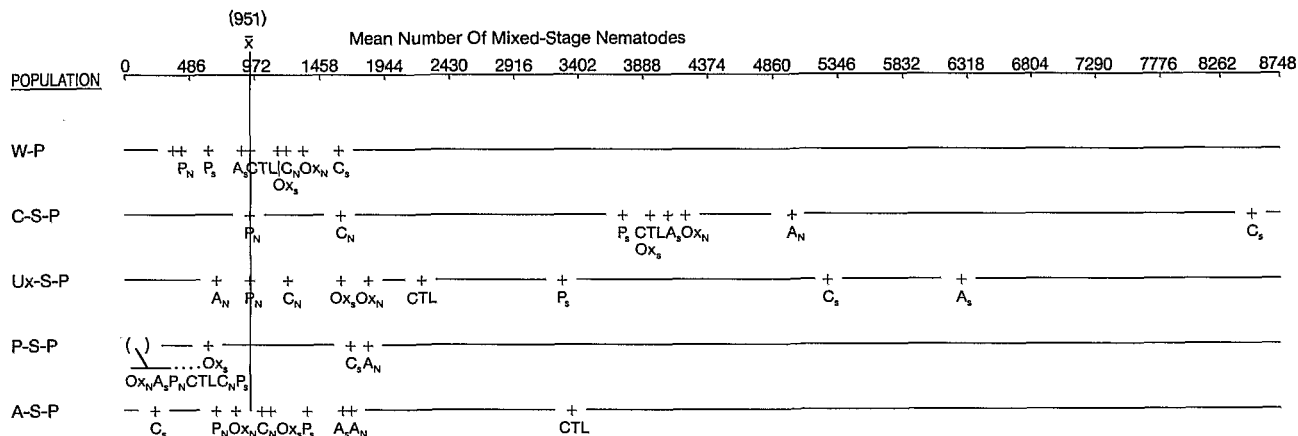 (951)
x̄ Mean Number Of Mixed-Stage Nematodes
0 486 972 1458 1944 2430 2916 3402 3888 4374 4860 5346 5832 6318 6804 7290 7776 8262 8748
POPULATION
W-P
P_N P_s A_s CTL C_N Ox_N C_s
Ox_s
C-S-P
P_N C_N P_s CTL A_s Ox_N A_N C_s
Ox_s
Ux-S-P
A_N P_N C_N Ox_s Ox_N CTL P_s C_s A_s
P-S-P
( )
Ox_s C_s A_N
Ox_N A_s P_N CTL C_N P_s
A-S-P
C_s P_N Ox_N C_N Ox_s P_s A_s A_N CTL